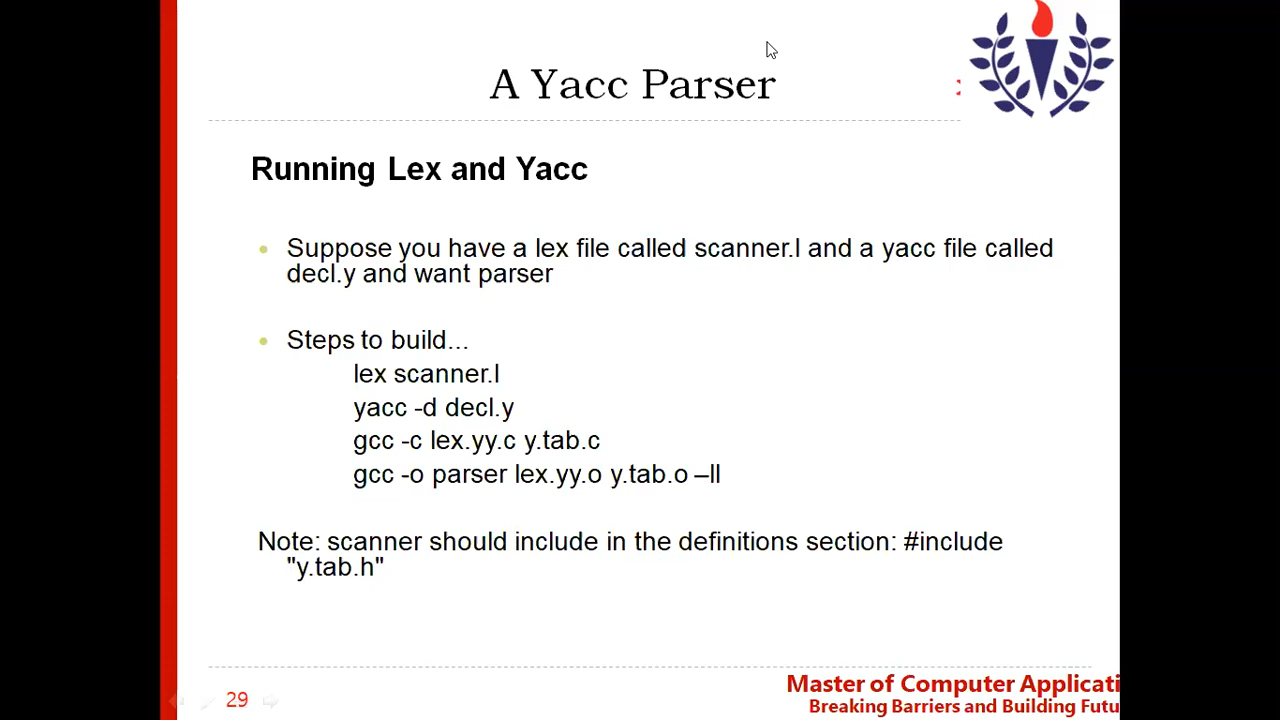 A Yacc Parser
Running Lex and Yacc
• Suppose you have a lex file called scanner.l and a yacc file called
decl.y and want parser
• Steps to build...
lex scanner.l
yacc -d decl.y
gcc -c lex.yy.c y.tab.c
gcc -o parser lex.yy.o y.tab.o –ll
Note: scanner should include in the definitions section: #include
"y.tab.h"
29
Master of Computer Applicati
Breaking Barriers and Building Futu